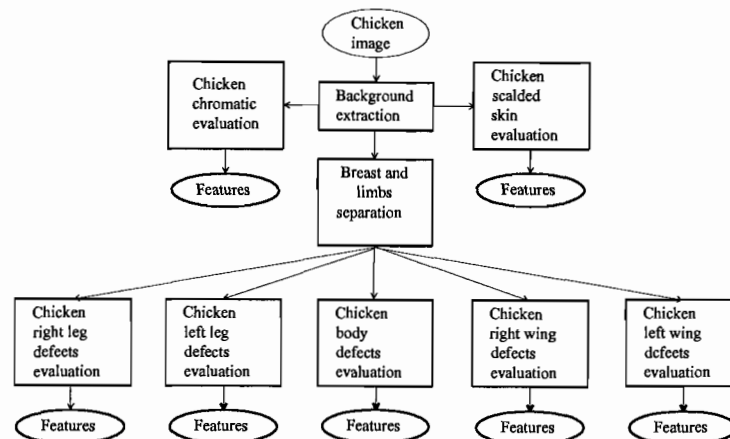 Chicken
image
Chicken
chromatic
evaluation
Background
extraction
Chicken
scalded
skin
evaluation
Features
Breast and
limbs
separation
Features
Chicken
right leg
defects
evaluation
Chicken
left leg
defects
evaluation
Chicken
body
defects
evaluation
Chicken
right wing
defects
evaluation
Chicken
left wing
defects
evaluation
Features
Features
Features
Features
Features